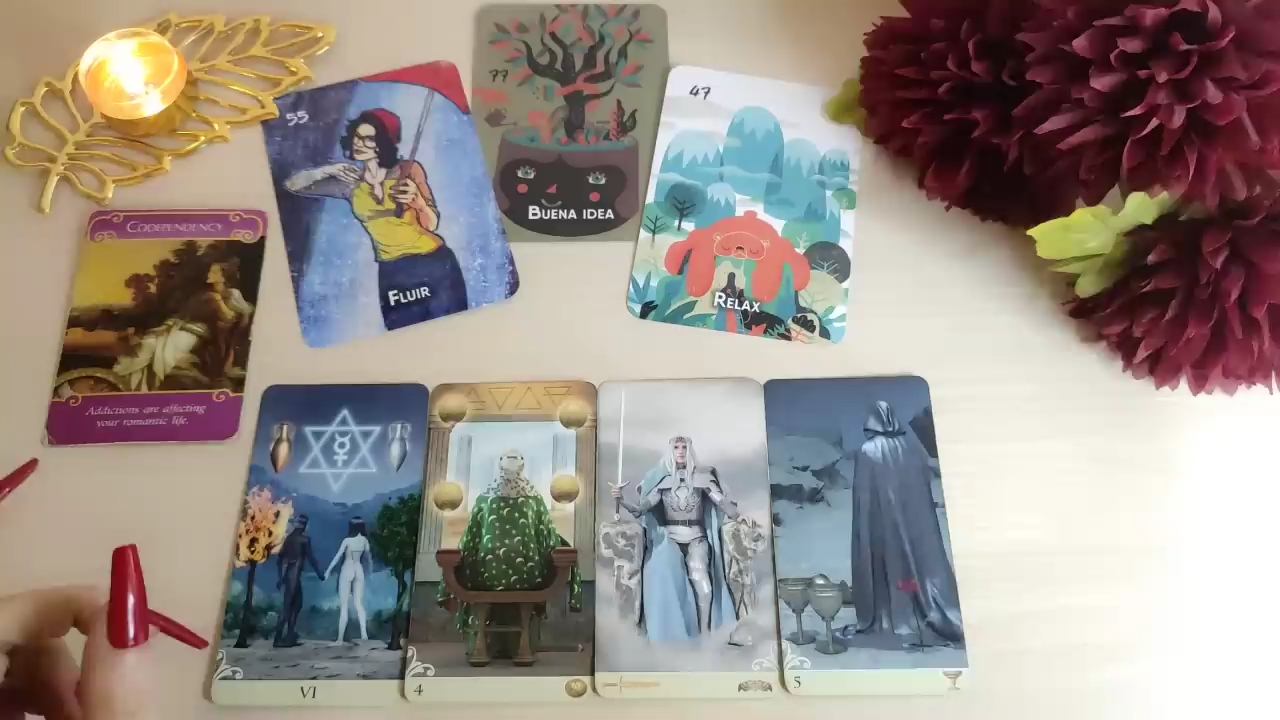 77
BUENA IDEA
47
RELAX
55
FLUIR
CODEPENDENCY
Addictions are affecting
your romantic life.
VI
4
5